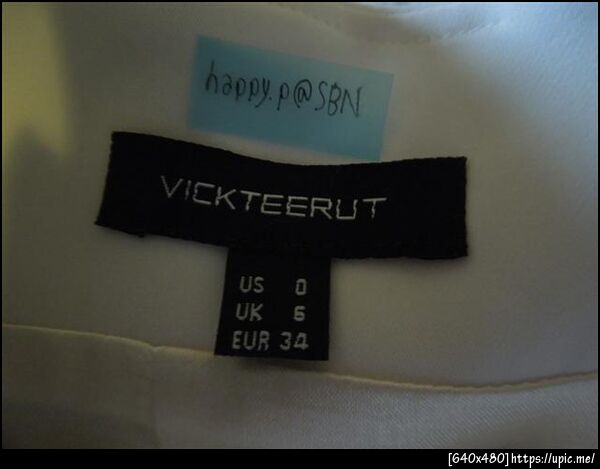 happy.p@SBN
VICKTEERUT
US 0
UK 6
EUR 34
[640x480]https://upic.me/